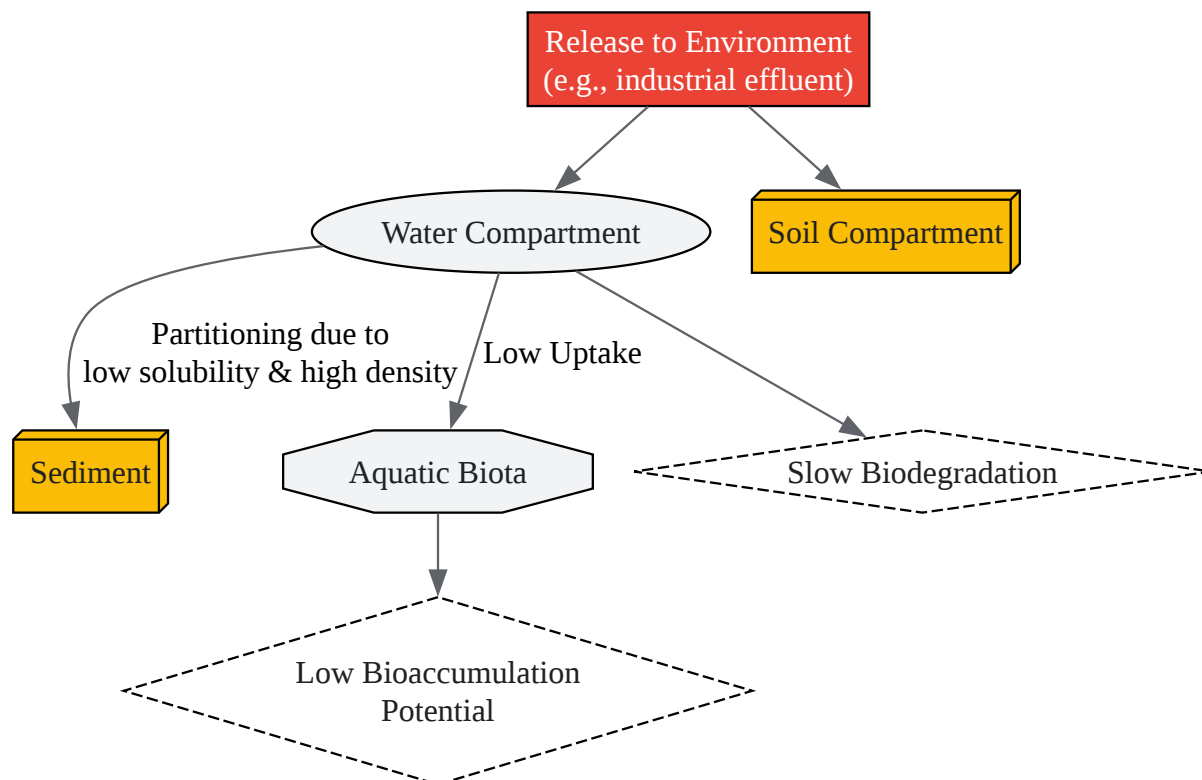 Release to Environment
(e.g., industrial effluent)
Water Compartment
Soil Compartment
Partitioning due to
low solubility & high density
Low Uptake
Sediment
Aquatic Biota
Slow Biodegradation
Low Bioaccumulation
Potential